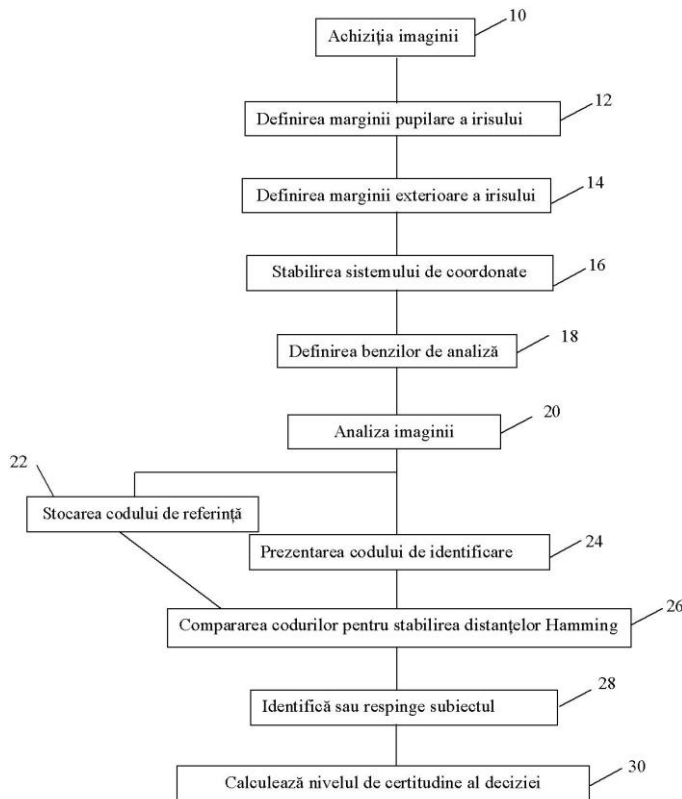 10
Achiziția imaginii
12
Definirea marginii pupilare a irisului
14
Definirea marginii exterioare a irisului
Stabilirea sistemului de coordonate
16
18
Definirea benzilor de analiză
20
Analiza imaginii
22
Stocarea codului de referință
Prezentarea codului de identificare
24
26
Compararea codurilor pentru stabilirea distanțelor Hamming
28
Identifică sau respinge subiectul
30
Calculează nivelul de certitudine al deciziei